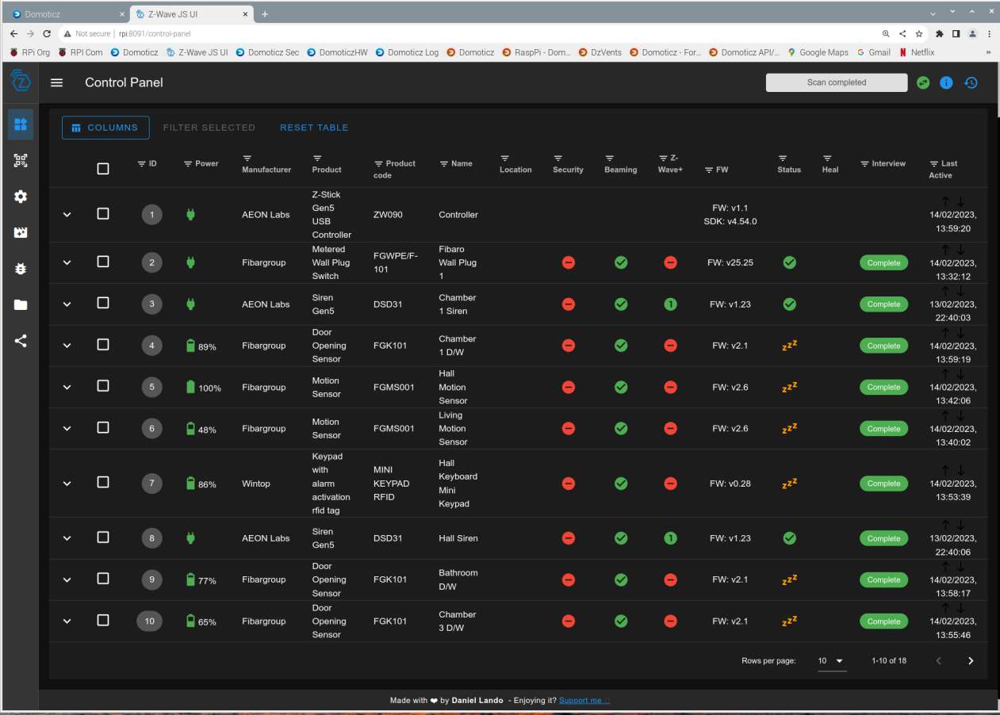 Domoticz
Z-Wave JS UI
Not secure | rpi:8091/control-panel
RPi Org RPI Com Domoticz Z-Wave JS UI Domoticz Sec DomoticzHW Domoticz Log Domoticz RaspPi - Dom... DzVents Domoticz - For... Domoticz API/... Google Maps Gmail Netflix »
Control Panel
Scan completed
COLUMNS FILTER SELECTED RESET TABLE
ID
Power
Manufacturer
Product
Product
code
Name
Location
Security
Beaming
Z-
Wave+
FW
Status
Heal
Interview
Last
Active
1
AEON Labs
Z-Stick
Gen5
USB
Controller
ZW090
Controller
FW: v1.1
SDK: v4.54.0
14/02/2023,
13:59:20
2
Fibargroup
Metered
Wall Plug
Switch
FGWPE/F-
101
Fibaro
Wall Plug
1
FW: v25.25
Complete
14/02/2023,
13:32:12
3
AEON Labs
Siren
Gen5
DSD31
Chamber
1 Siren
1
FW: v1.23
Complete
13/02/2023,
22:40:03
4
89%
Fibargroup
Door
Opening
Sensor
FGK101
Chamber
1 D/W
FW: v2.1
zzZ
Complete
14/02/2023,
13:59:19
5
100%
Fibargroup
Motion
Sensor
FGMS001
Hall
Motion
Sensor
FW: v2.6
zzZ
Complete
14/02/2023,
13:42:06
6
48%
Fibargroup
Motion
Sensor
FGMS001
Living
Motion
Sensor
FW: v2.6
zzZ
Complete
14/02/2023,
13:40:02
7
86%
Wintop
Keypad
with
alarm
activation
rfid tag
MINI
KEYPAD
RFID
Hall
Keyboard
Mini
Keypad
FW: v0.28
zzZ
Complete
14/02/2023,
13:53:39
8
AEON Labs
Siren
Gen5
DSD31
Hall Siren
1
FW: v1.23
Complete
13/02/2023,
22:40:06
9
77%
Fibargroup
Door
Opening
Sensor
FGK101
Bathroom
D/W
FW: v2.1
zzZ
Complete
14/02/2023,
13:58:17
10
65%
Fibargroup
Door
Opening
Sensor
FGK101
Chamber
3 D/W
FW: v2.1
zzZ
Complete
14/02/2023,
13:55:46
Rows per page: 10 1-10 of 18
Made with ❤ by Daniel Lando - Enjoying it? Support me